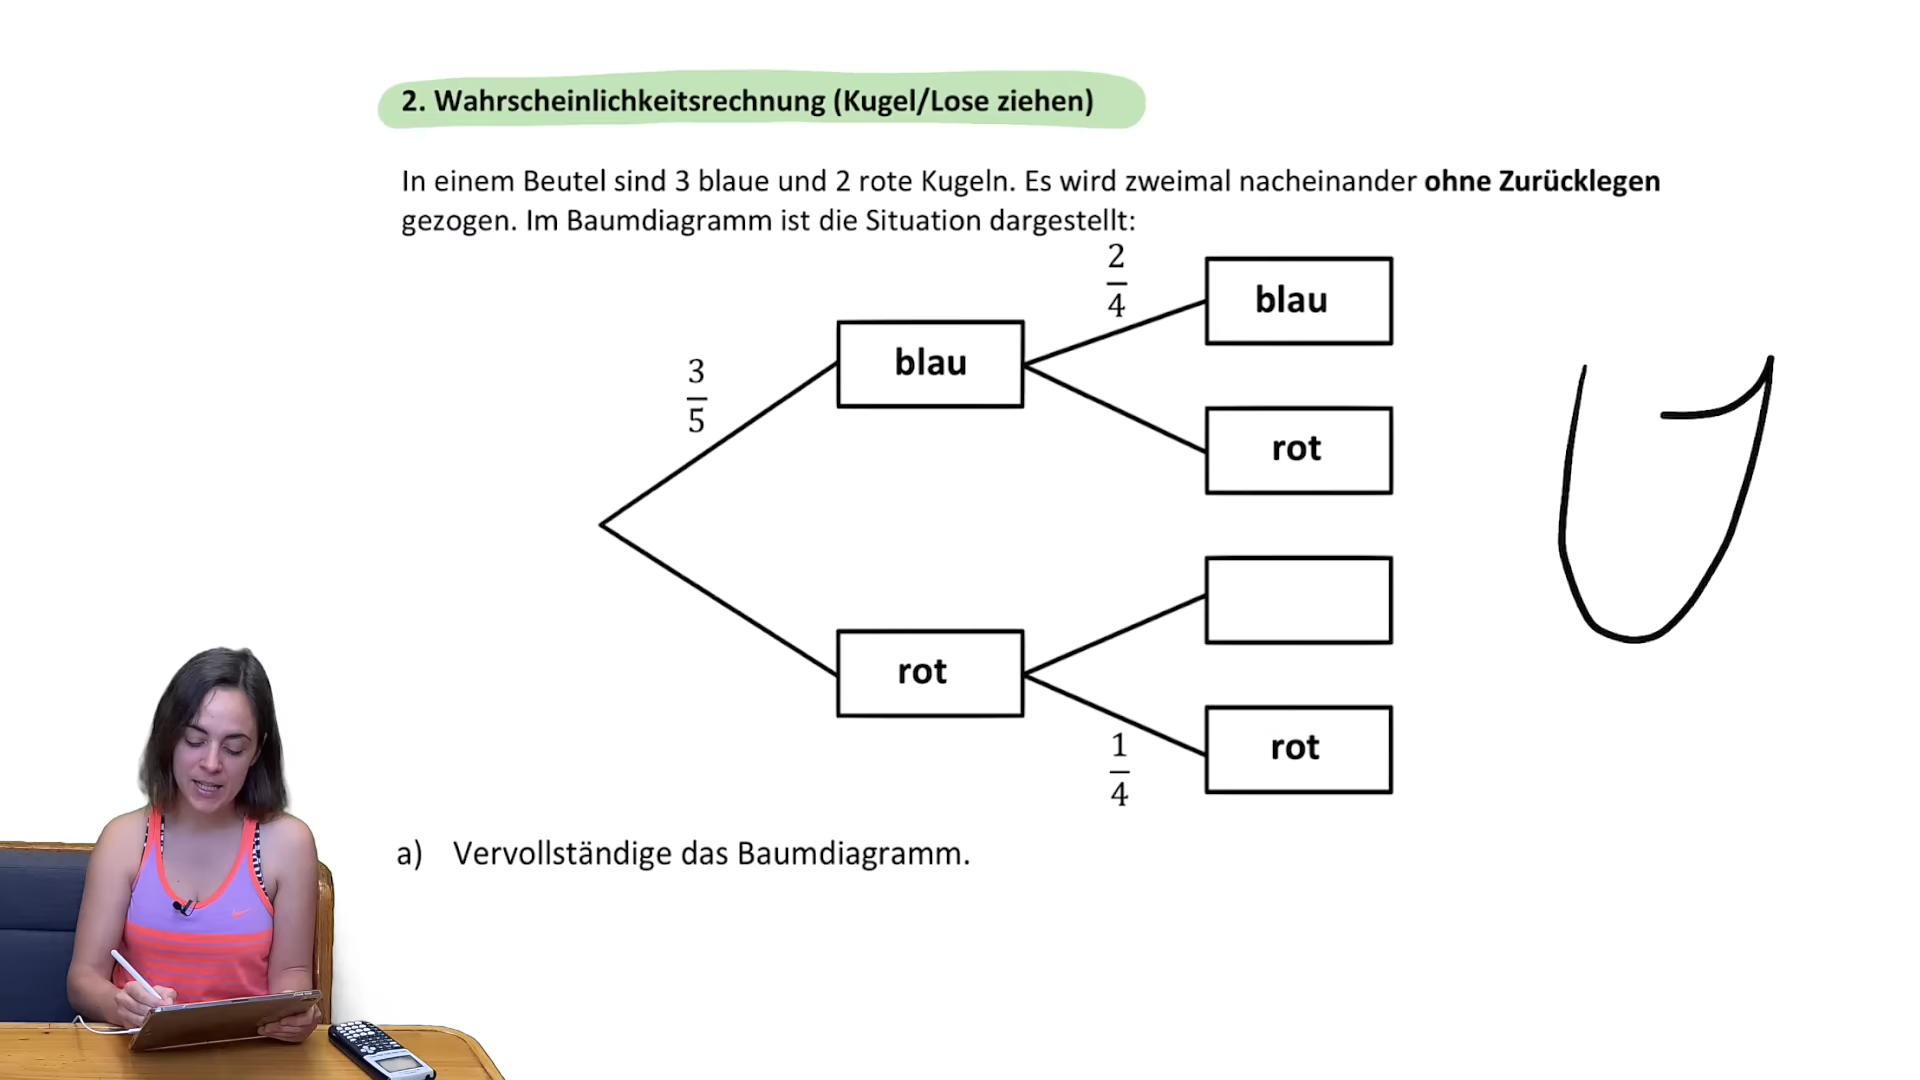 2. Wahrscheinlichkeitsrechnung (Kugel/Lose ziehen)
In einem Beutel sind 3 blaue und 2 rote Kugeln. Es wird zweimal nacheinander ohne Zurücklegen
gezogen. Im Baumdiagramm ist die Situation dargestellt:
2
4
blau
3
5
blau
rot
rot
1
4
rot
a) Vervollständige das Baumdiagramm.